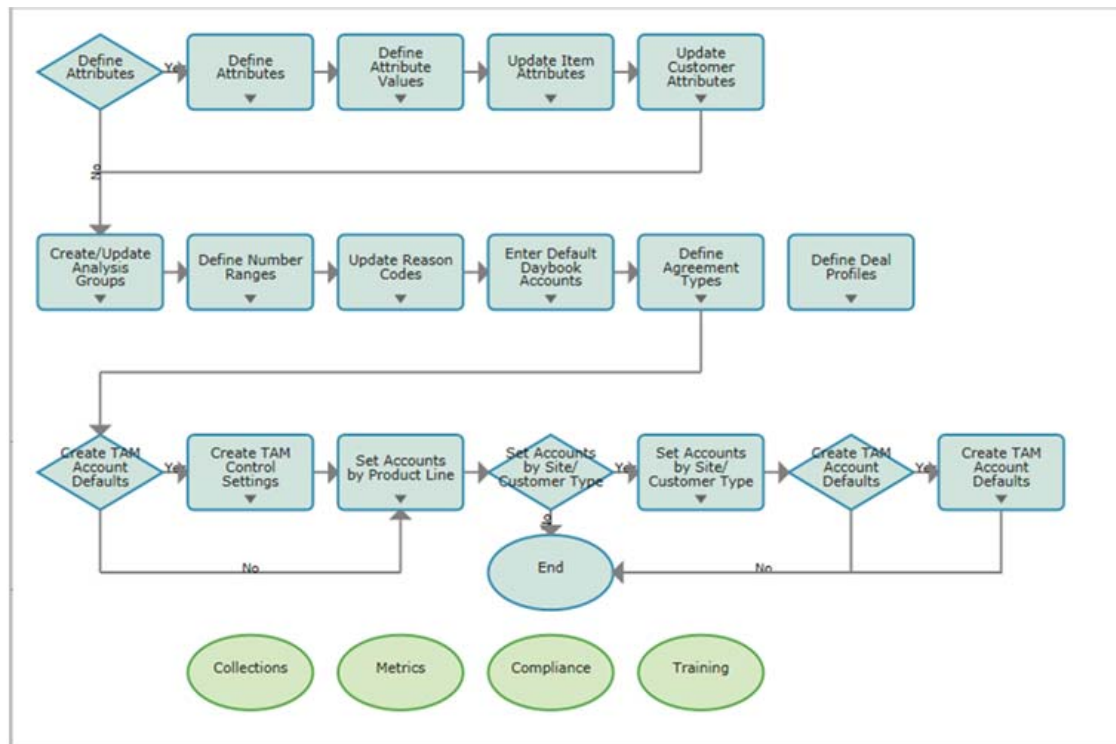 Define
Attributes
Yes
Define
Attributes
Define
Attribute
Values
Update Item
Attributes
Update
Customer
Attributes
No
Create/Update
Analysis
Groups
Define Number
Ranges
Update Reason
Codes
Enter Default
Daybook
Accounts
Define
Agreement
Types
Define Deal
Profiles
Create TAM
Account
Defaults
Yes
Create TAM
Control
Settings
Set Accounts
by Product Line
Set Accounts
by Site/
Customer Type
Yes
Set Accounts
by Site/
Customer Type
Create TAM
Account
Defaults
Yes
Create TAM
Account
Defaults
No
No
End
No
Collections
Metrics
Compliance
Training